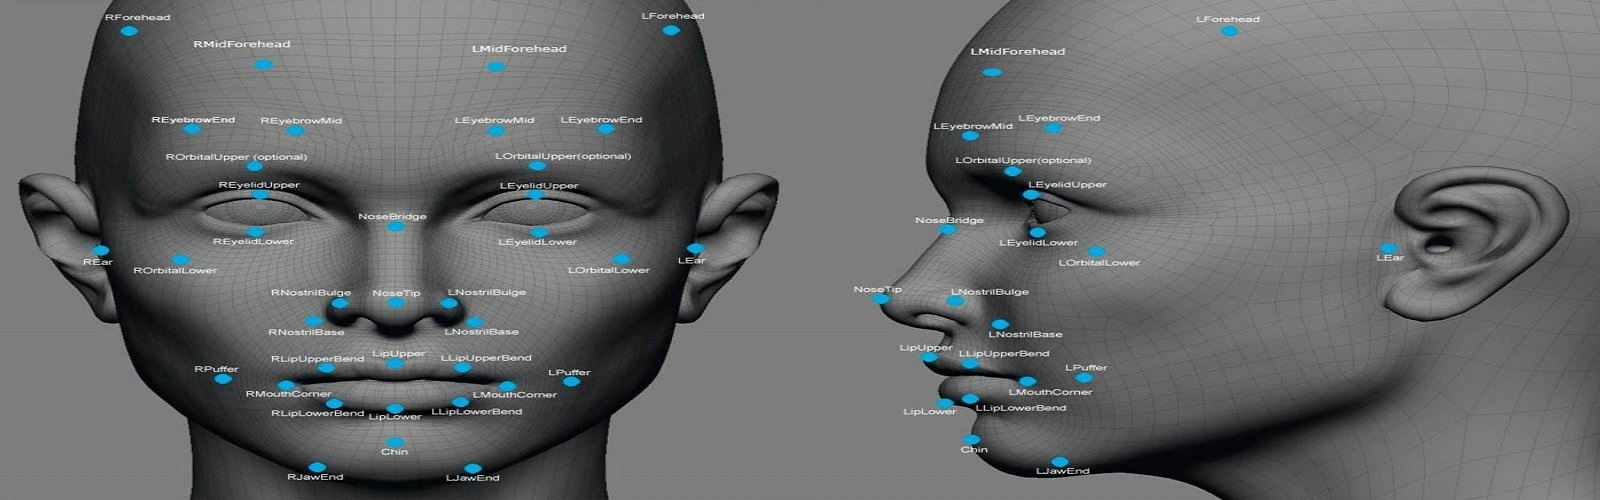 RForehead
LForehead
RMidForehead
LMidForehead
REyebrowEnd
REyebrowMid
LEyebrowMid
LEyebrowEnd
ROrbitalUpper (optional)
LOrbitalUpper(optional)
REyelidUpper
LEyelidUpper
NoseBridge
REyelidLower
LEyelidLower
REar
LEar
ROrbitalLower
LOrbitalLower
RNostrilBulge
NoseTip
LNostrilBulge
RNostrilBase
LNostrilBase
RLipUpperBend
LipUpper
LLipUpperBend
RPuffer
LPuffer
RMouthCorner
LMouthCorner
RLipLowerBend
LipLower
LLipLowerBend
Chin
RJawEnd
LJawEnd
LForehead
LMidForehead
LEyebrowEnd
LEyebrowMid
LOrbitalUpper(optional)
LEyelidUpper
NoseBridge
LEyelidLower
LEar
LOrbitalLower
NoseTip
LNostrilBulge
LNostrilBase
LipUpper
LLipUpperBend
LPuffer
LMouthCorner
LipLower
LLipLowerBend
Chin
LJawEnd